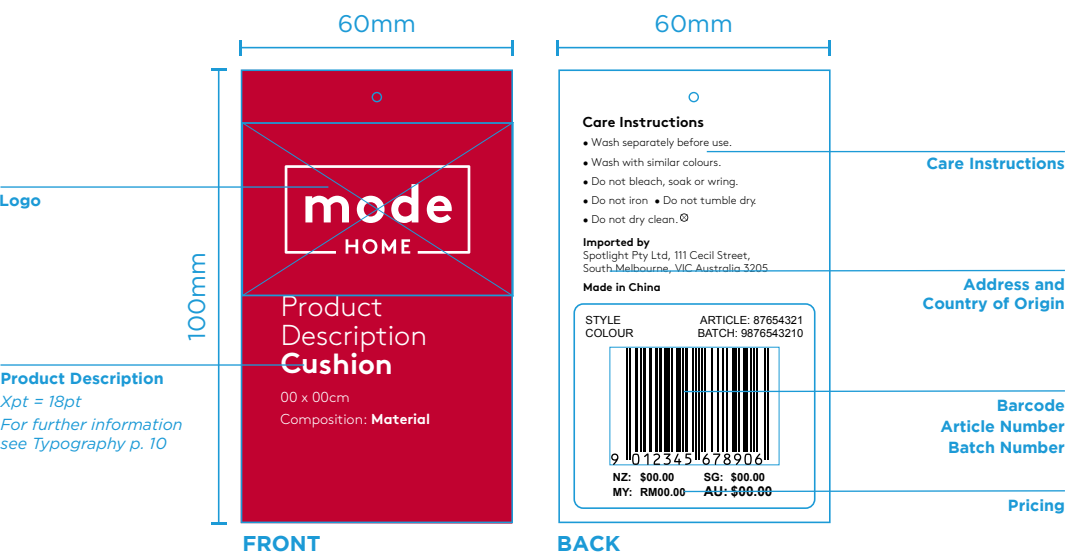 60mm
60mm
100mm
Logo
Product Description
Xpt = 18pt
For further information
see Typography p. 10
mode
HOME
Product
Description
Cushion
00 x 00cm
Composition: Material
FRONT
Care Instructions
• Wash separately before use.
• Wash with similar colours.
• Do not bleach, soak or wring.
• Do not iron • Do not tumble dry.
• Do not dry clean.
Imported by
Spotlight Pty Ltd, 111 Cecil Street,
South Melbourne, VIC Australia 3205
Made in China
STYLE ARTICLE: 87654321
COLOUR BATCH: 9876543210
9 012345 678906
NZ: $00.00 SG: $00.00
MY: RM00.00 AU: $00.00
BACK
Care Instructions
Address and
Country of Origin
Barcode
Article Number
Batch Number
Pricing